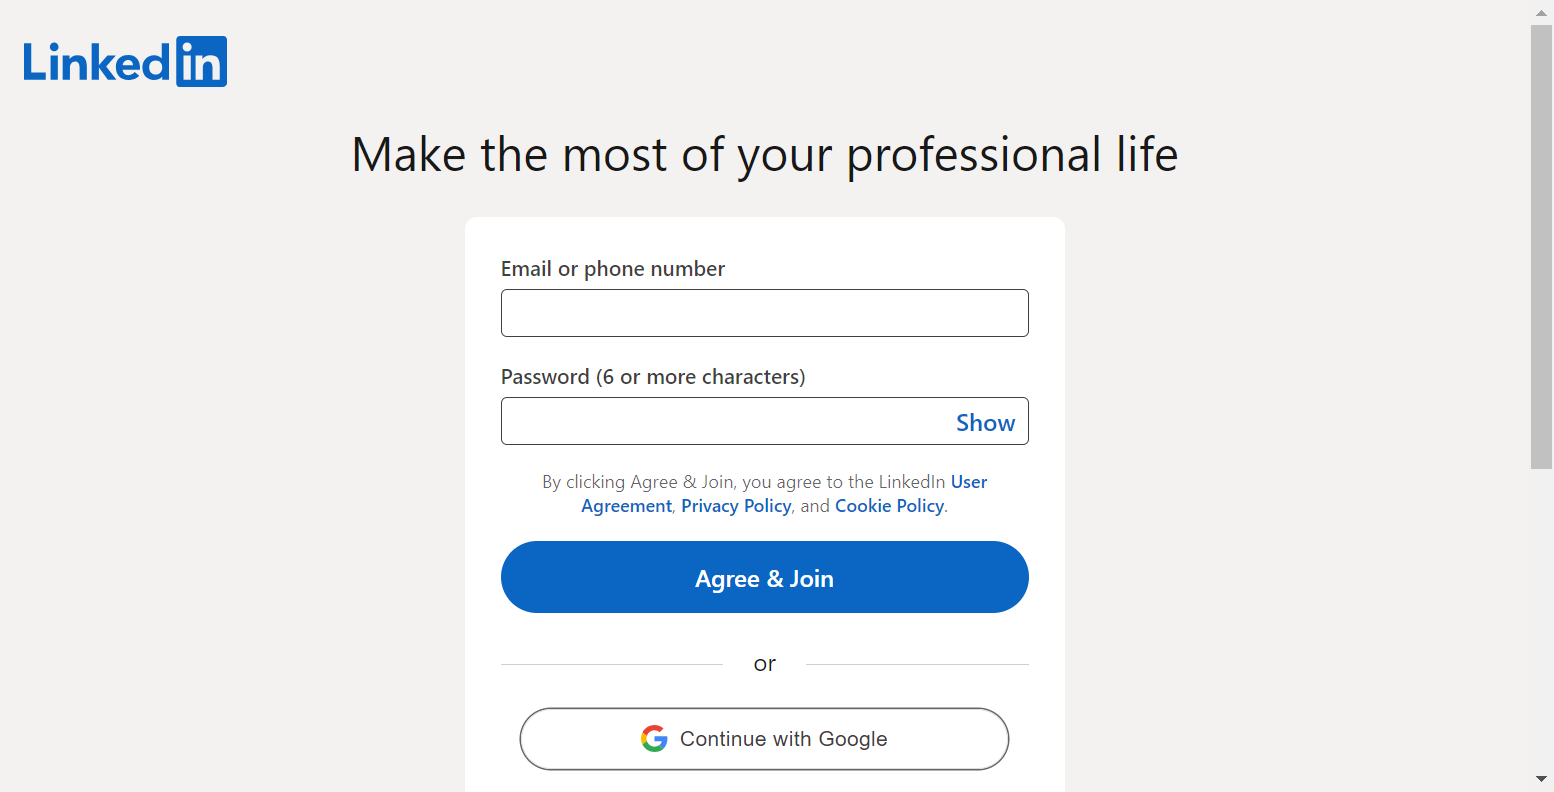 Linkedin
Make the most of your professional life
Email or phone number
Password (6 or more characters)
Show
By clicking Agree & Join, you agree to the LinkedIn User
Agreement, Privacy Policy, and Cookie Policy.
Agree & Join
or
Continue with Google